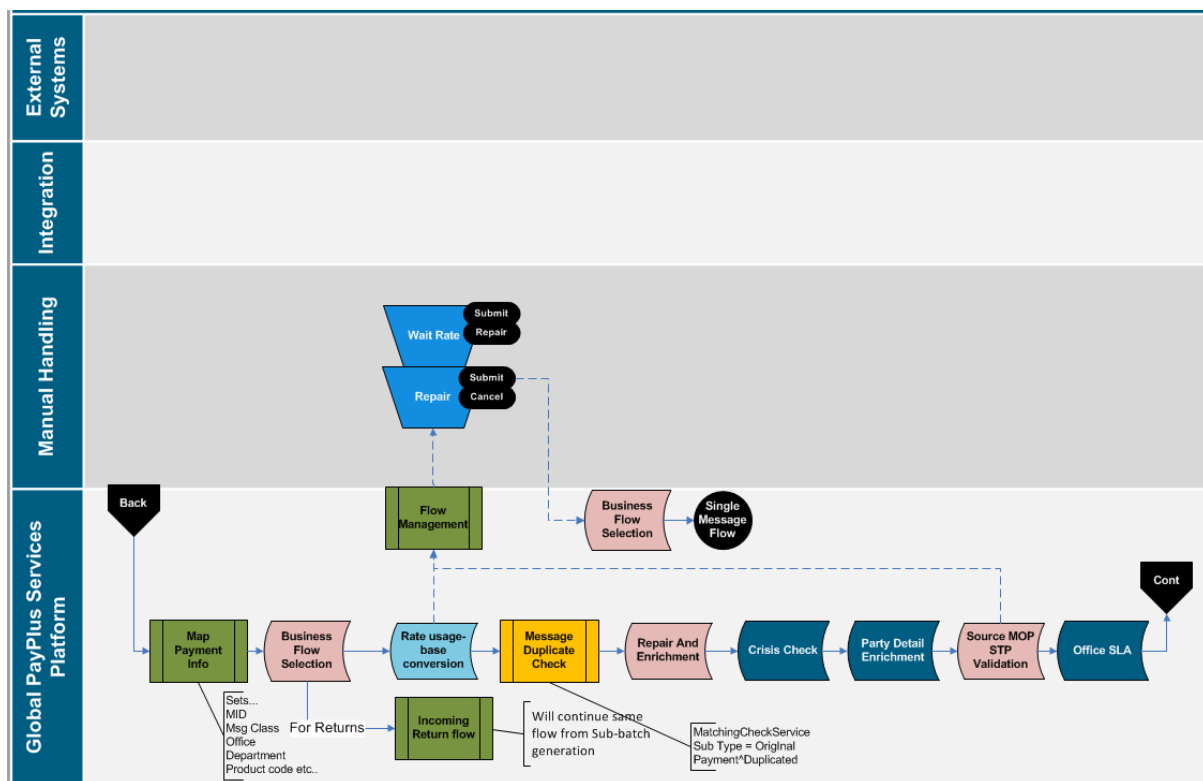 External
Systems
Integration
Manual Handling
Wait Rate
Submit
Repair
Repair
Submit
Cancel
Global PayPlus Services
Platform
Back
Flow
Management
Business
Flow
Selection
Single
Message
Flow
Cont
Map
Payment
Info
Business
Flow
Selection
Rate usage-
base
conversion
Message
Duplicate
Check
Repair And
Enrichment
Crisis Check
Party Detail
Enrichment
Source MOP
STP
Validation
Office SLA
Sets...
MID
Msg Class
Office
Department
Product code etc..
For Returns
Incoming
Return flow
Will continue same
flow from Sub-batch
generation
MatchingCheckService
Sub Type = OrigInal
Payment^Duplicated